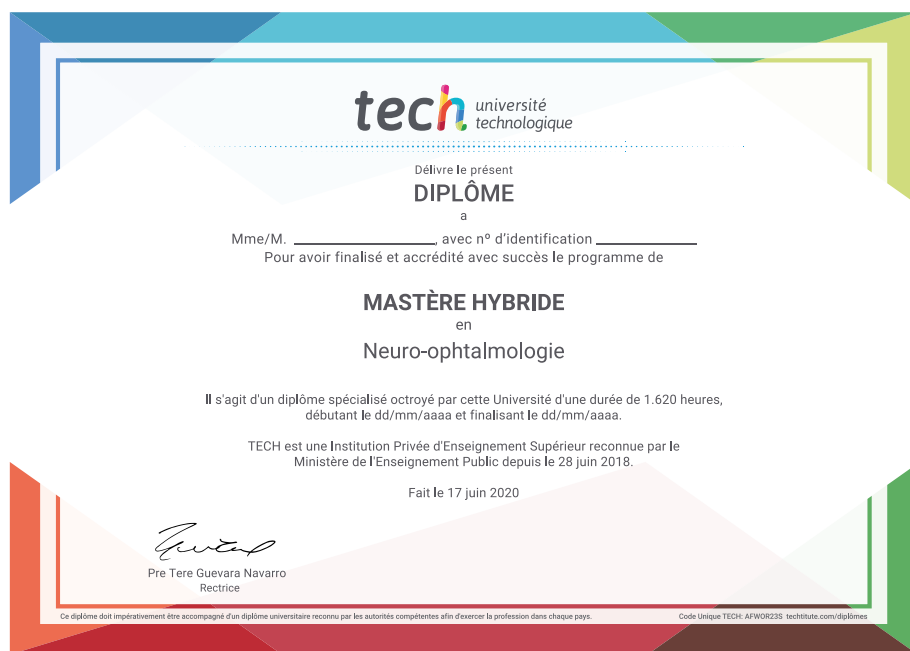 tech université
technologique
Délivre le présent
DIPLÔME
a
Mme/M. ____________________, avec nº d'identification ______________
Pour avoir finalisé et accrédité avec succès le programme de
MASTÈRE HYBRIDE
en
Neuro-ophtalmologie
Il s'agit d'un diplôme spécialisé octroyé par cette Université d'une durée de 1.620 heures,
débutant le dd/mm/aaaa et finalisant le dd/mm/aaaa.
TECH est une Institution Privée d'Enseignement Supérieur reconnue par le
Ministère de l'Enseignement Public depuis le 28 juin 2018.
Fait le 17 juin 2020
Pre Tere Guevara Navarro
Rectrice
Ce diplôme doit impérativement être accompagné d'un diplôme universitaire reconnu par les autorités compétentes afin d'exercer la profession dans chaque pays.
Code Unique TECH: AFWOR23S techtitute.com/diplômes